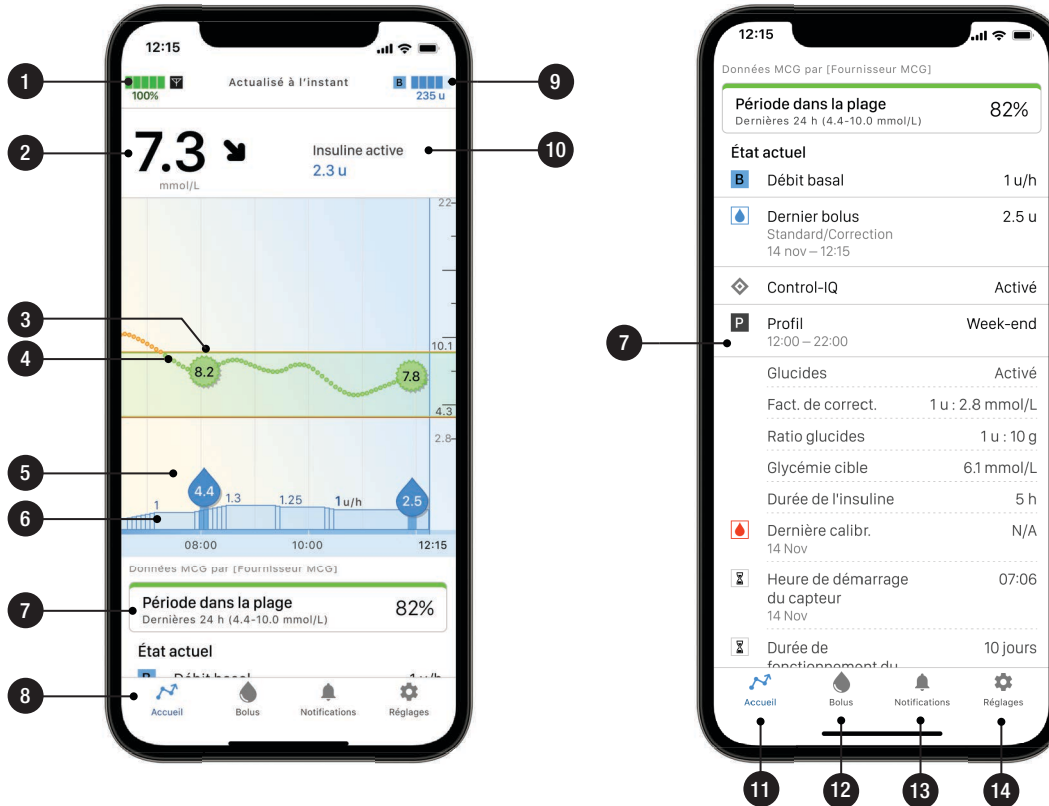 12:15
100%
Actualisé à l'instant
B
235 u
7.3
mmol/L
Insuline active
2.3 u
22
10.1
8.2
7.8
4.3
2.8
4.4
2.5
1
1.3
1.25
1 u/h
08:00
10:00
12:15
Données MCG par [Fournisseur MCG]
Période dans la plage
82%
Dernières 24 h (4.4-10.0 mmol/L)
État actuel
B Débit basal 1 u/h
Accueil
Bolus
Notifications
Réglages
1
2
3
4
5
6
7
8
9
10
12:15
Données MCG par [Fournisseur MCG]
Période dans la plage
82%
Dernières 24 h (4.4-10.0 mmol/L)
État actuel
B Débit basal 1 u/h
Dernier bolus 2.5 u
Standard/Correction
14 nov – 12:15
Control-IQ Activé
P Profil Week-end
12:00 – 22:00
Glucides Activé
Fact. de correct. 1 u : 2.8 mmol/L
Ratio glucides 1 u : 10 g
Glycémie cible 6.1 mmol/L
Durée de l'insuline 5 h
Dernière calibr. N/A
14 Nov
Heure de démarrage 07:06
du capteur
14 Nov
Durée de 10 jours
fonctionnement du
Accueil
Bolus
Notifications
Réglages
7
11
12
13
14